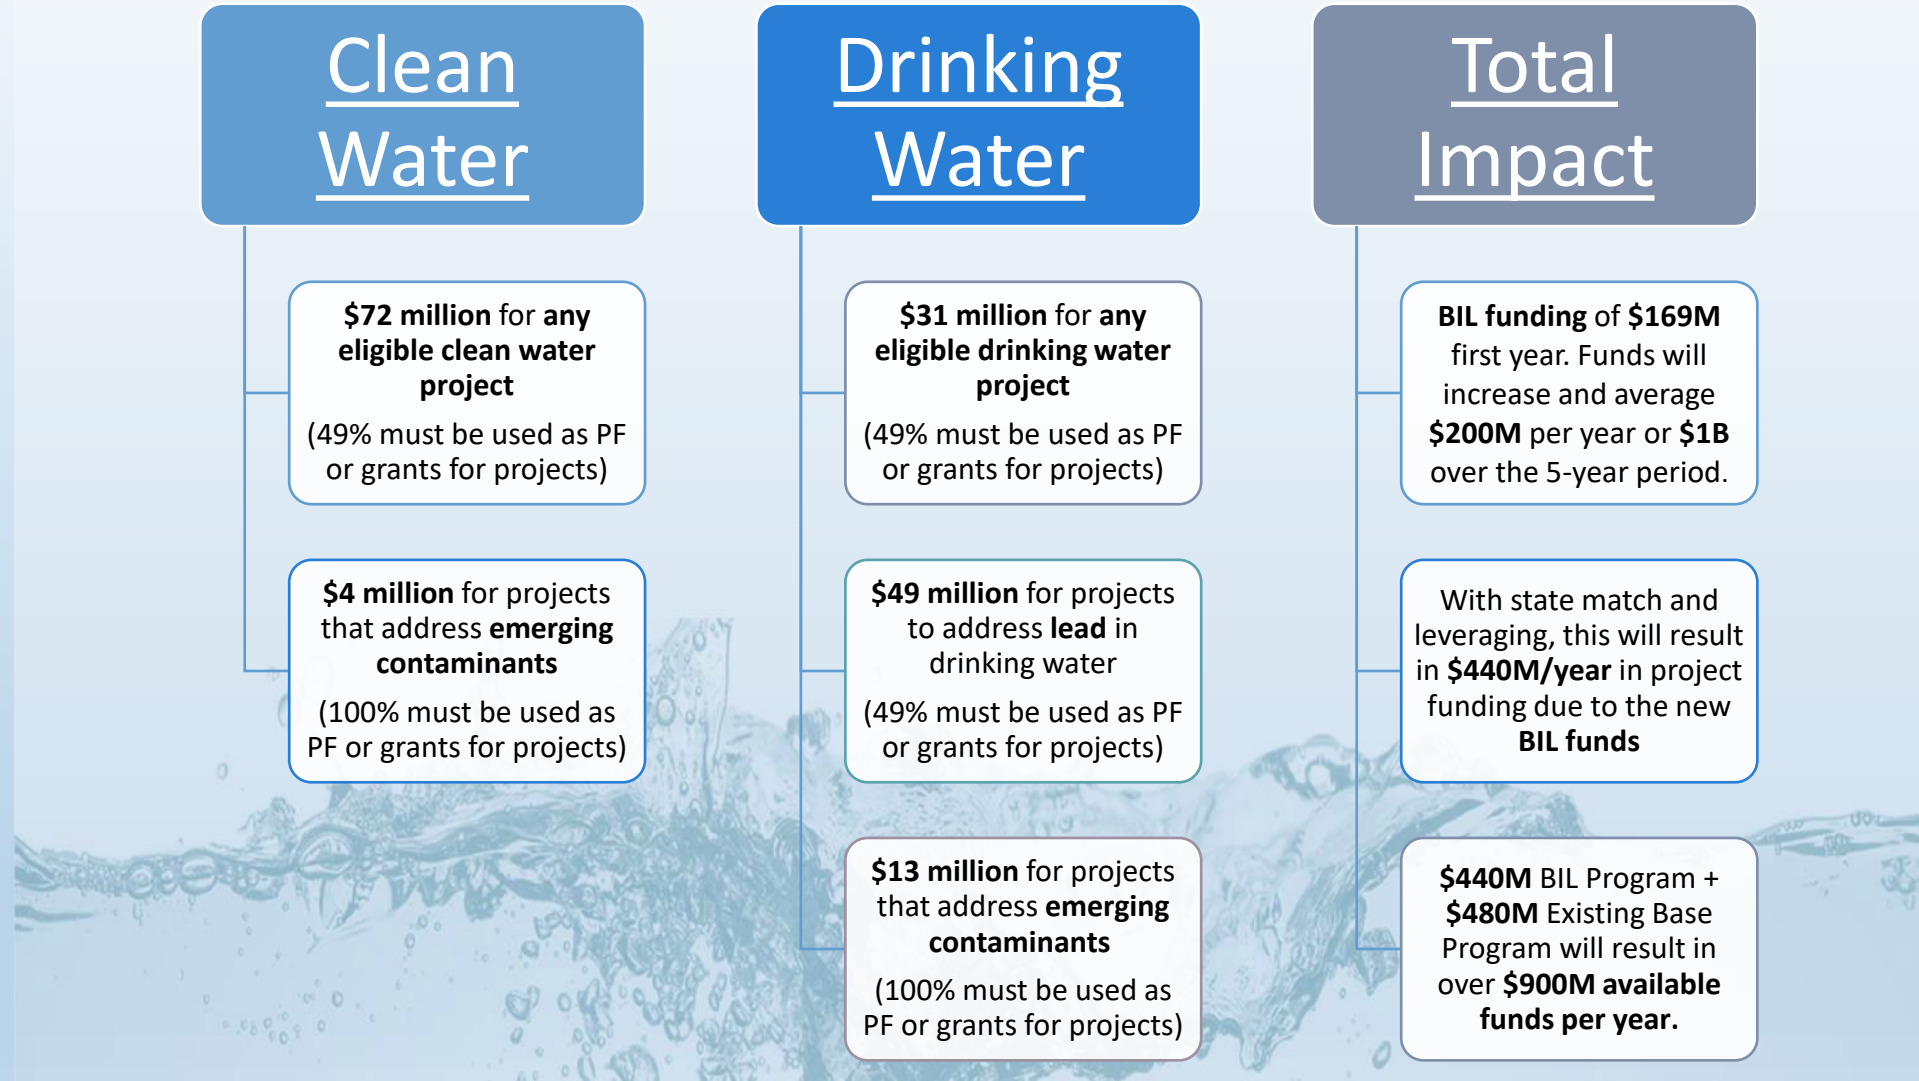 Clean
Water
$72 million for any
eligible clean water
project
(49% must be used as PF
or grants for projects)
$4 million for projects
that address emerging
contaminants
(100% must be used as
PF or grants for projects)
Drinking
Water
$31 million for any
eligible drinking water
project
(49% must be used as PF
or grants for projects)
$49 million for projects
to address lead in
drinking water
(49% must be used as PF
or grants for projects)
$13 million for projects
that address emerging
contaminants
(100% must be used as
PF or grants for projects)
Total
Impact
BIL funding of $169M
first year. Funds will
increase and average
$200M per year or $1B
over the 5-year period.
With state match and
leveraging, this will result
in $440M/year in project
funding due to the new
BIL funds
$440M BIL Program +
$480M Existing Base
Program will result in
over $900M available
funds per year.